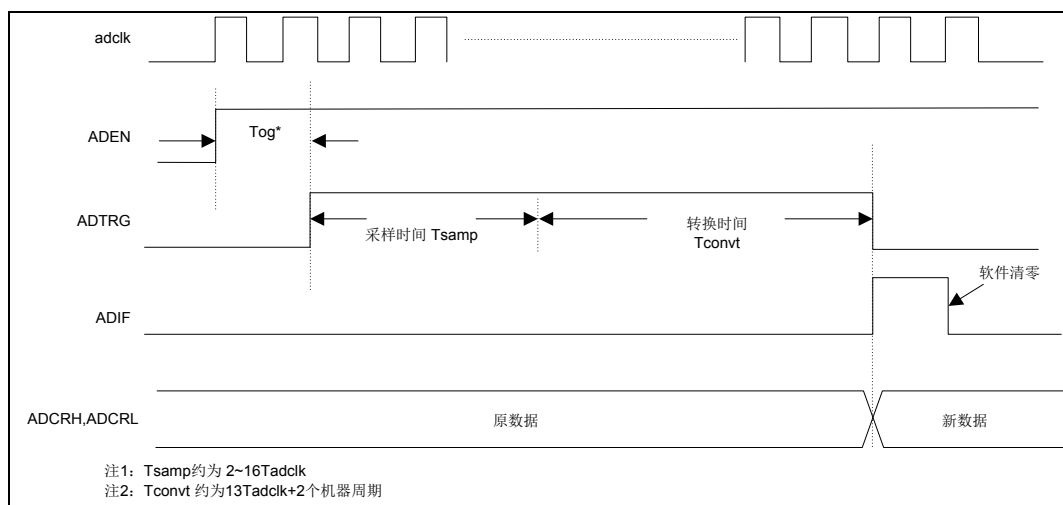 adclk
ADEN
Tog*
ADTRG
采样时间 Tsamp
转换时间
Tconvt
软件清零
ADIF
ADCRH,ADCRL
原数据
新数据
注1：Tsamp约为 2~16Tadclk
注2：Tconvt 约为13Tadclk+2个机器周期